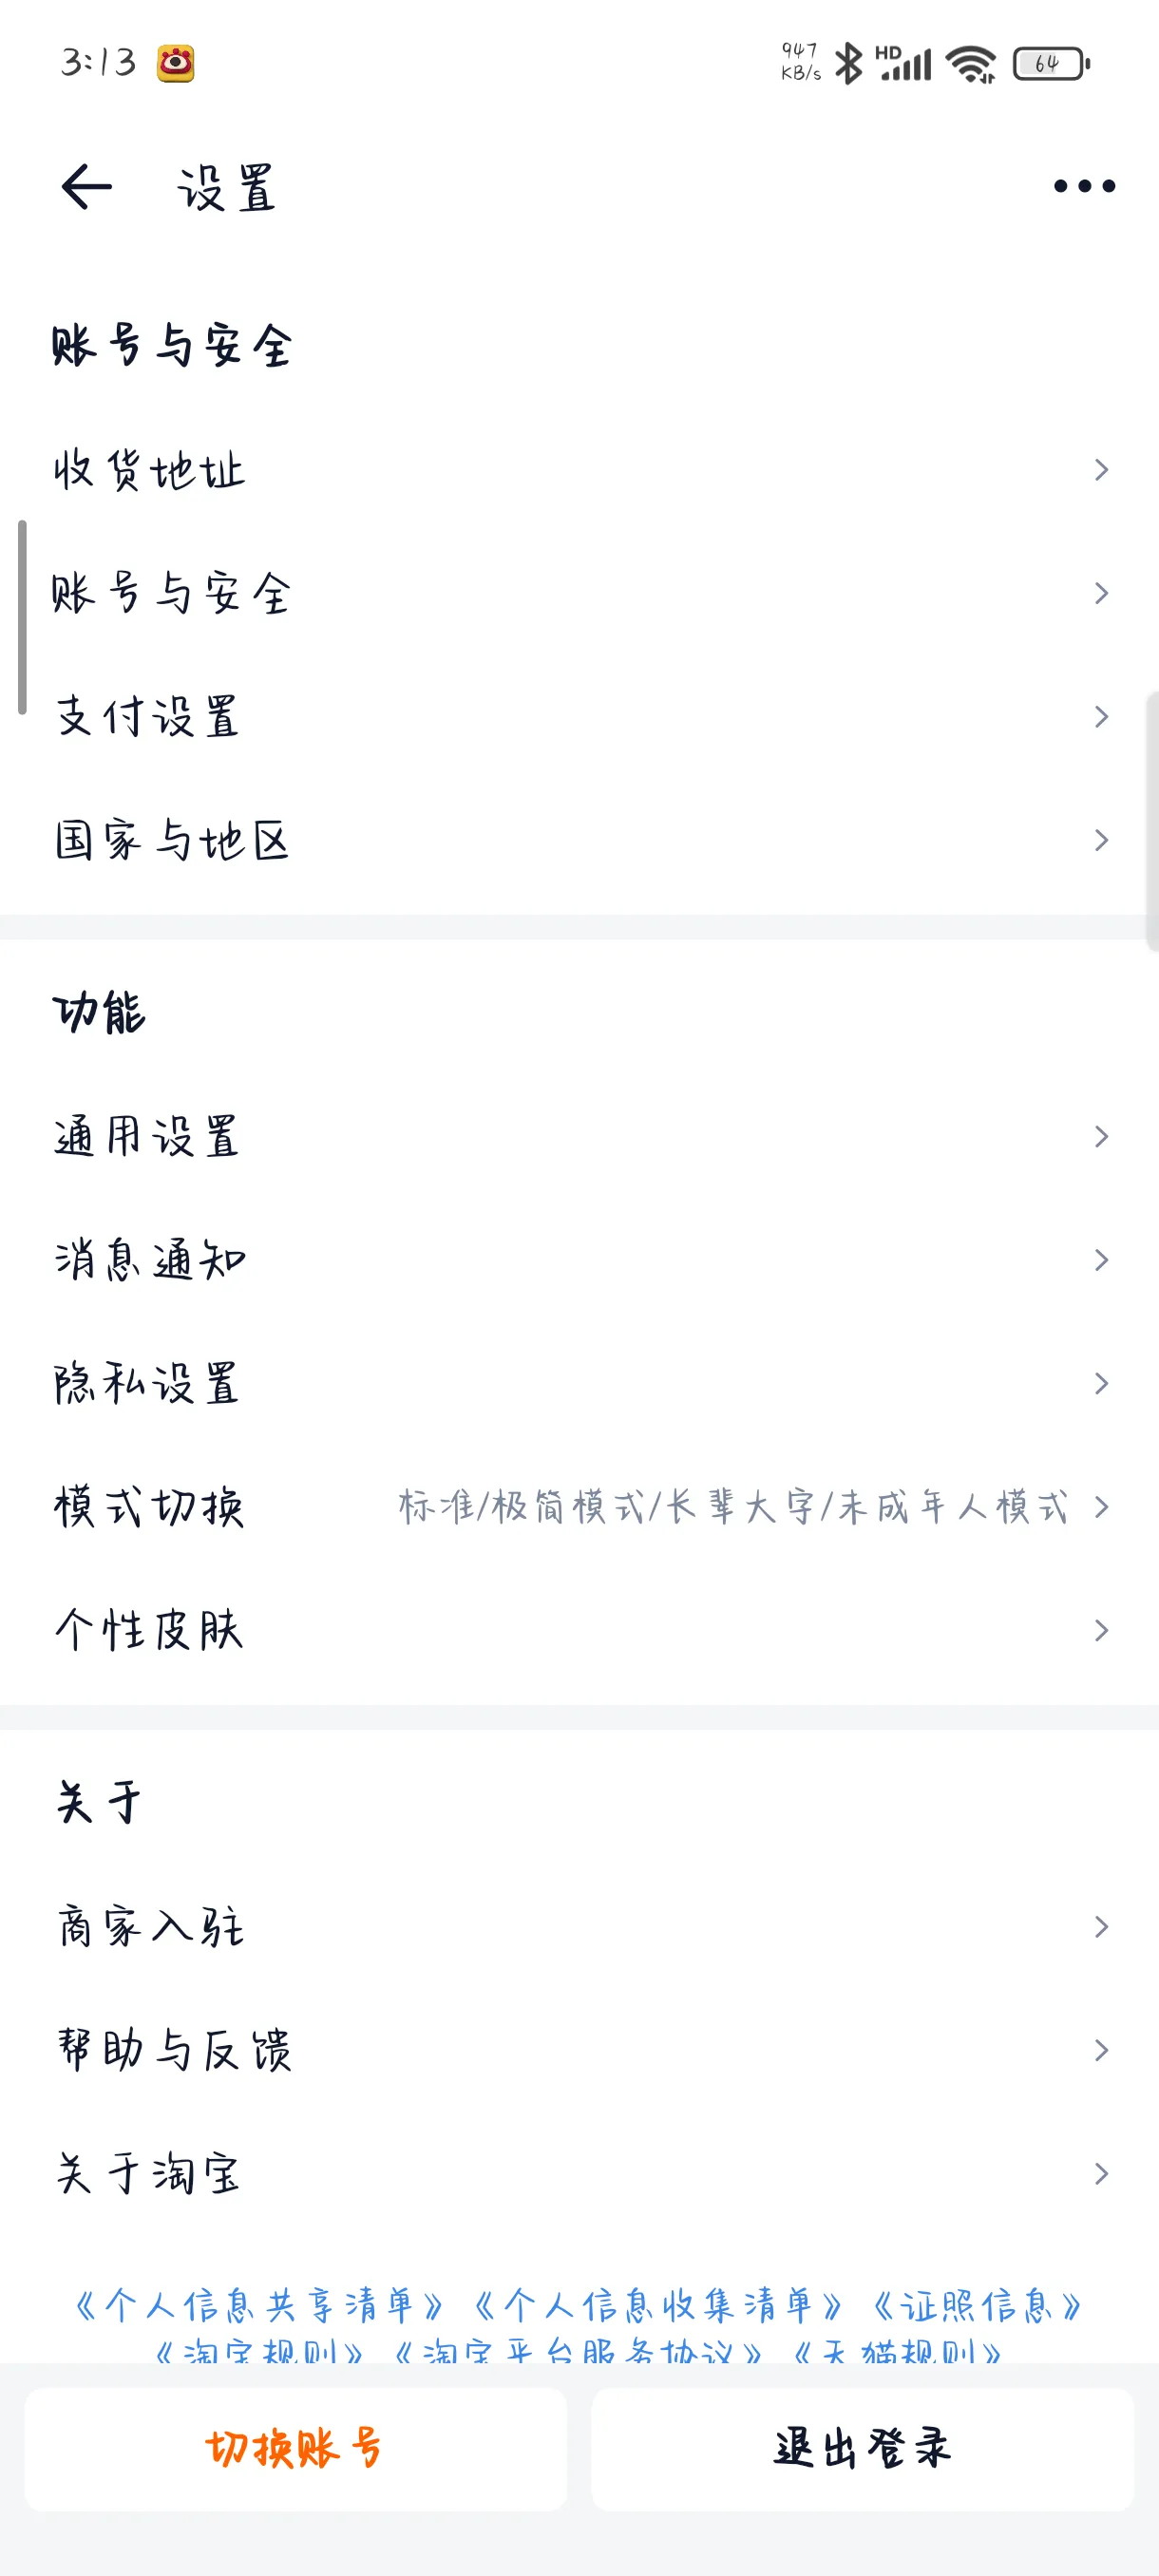 3:13
947 KB/s
HD
64
设置
账号与安全
收货地址
账号与安全
支付设置
国家与地区
功能
通用设置
消息通知
隐私设置
模式切换 标准/极简模式/长辈大字/未成年人模式
个性皮肤
关于
商家入驻
帮助与反馈
关于淘宝
《个人信息共享清单》《个人信息收集清单》《证照信息》
《淘宝规则》《淘宝平台服务协议》《天猫规则》
切换账号 退出登录